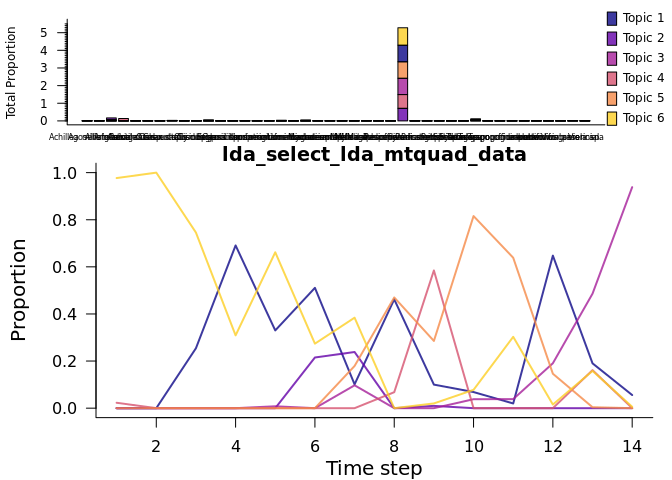 Total Proportion
5
4
3
2
1
0
Topic 1
Topic 2
Topic 3
Topic 4
Topic 5
Topic 6
lda_select_lda_mtquad_data
Proportion
1.0
0.8
0.6
0.4
0.2
0.0
2 4 6 8 10 12 14
Time step